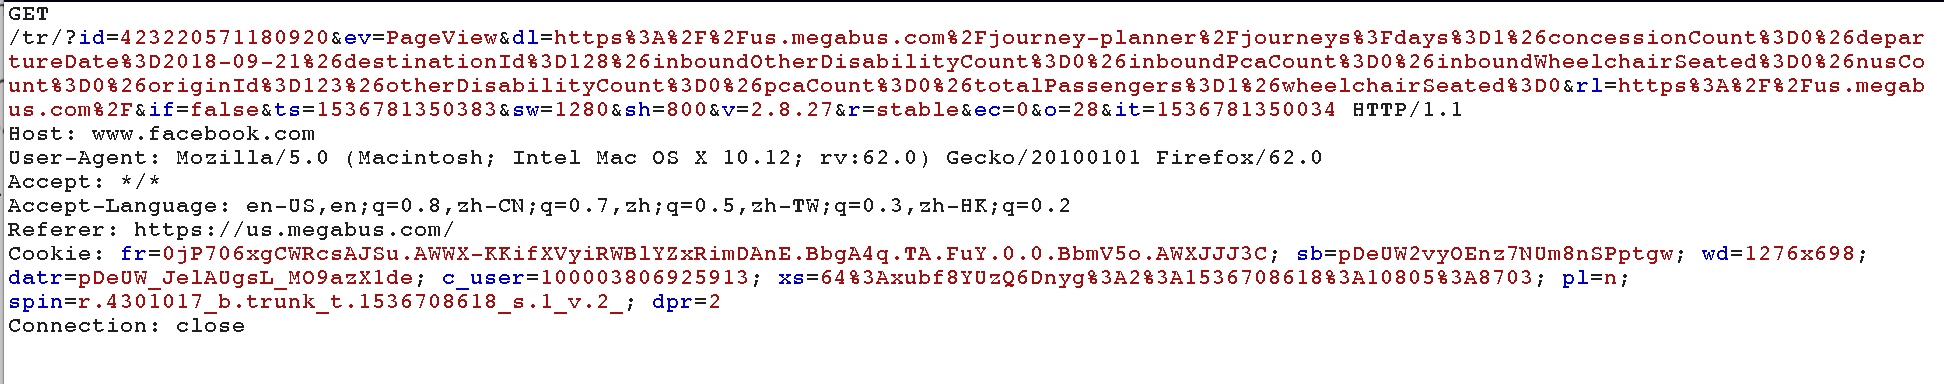 GET
/tr/?id=423220571180920&ev=PageView&dl=https%3A%2F%2Fus.megabus.com%2Fjourney-planner%2Fjourneys%3Fdays%3D1%26concessionCount%3D0%26depar
tureDate%3D2018-09-21%26destinationId%3D128%26inboundOtherDisabilityCount%3D0%26inboundPcaCount%3D0%26inboundWheelchairSeated%3D0%26nusCo
unt%3D0%26originId%3D123%26otherDisabilityCount%3D0%26pcaCount%3D0%26totalPassengers%3D1%26wheelchairSeated%3D0&rl=https%3A%2F%2Fus.megab
us.com%2F&if=false&ts=1536781350383&sw=1280&sh=800&v=2.8.27&r=stable&ec=0&o=28&it=1536781350034 HTTP/1.1
Host: www.facebook.com
User-Agent: Mozilla/5.0 (Macintosh; Intel Mac OS X 10.12; rv:62.0) Gecko/20100101 Firefox/62.0
Accept: */*
Accept-Language: en-US,en;q=0.8,zh-CN;q=0.7,zh;q=0.5,zh-TW;q=0.3,zh-HK;q=0.2
Referer: https://us.megabus.com/
Cookie: fr=0jP706xgCWRcsAJSu.AWWX-KKifXVyiRWBlYZxRimDAnE.BbgA4q.TA.FuY.0.0.BbmV5o.AWXJJJ3C; sb=pDeUW2vyOEnz7NUm8nSPptgw; wd=1276x698;
datr=pDeUW_JelAUgsL_MO9azX1de; c_user=100003806925913; xs=64%3Axubf8YUzQ6Dnyg%3A2%3A1536708618%3A10805%3A8703; pl=n;
spin=r.4301017_b.trunk_t.1536708618_s.1_v.2_; dpr=2
Connection: close